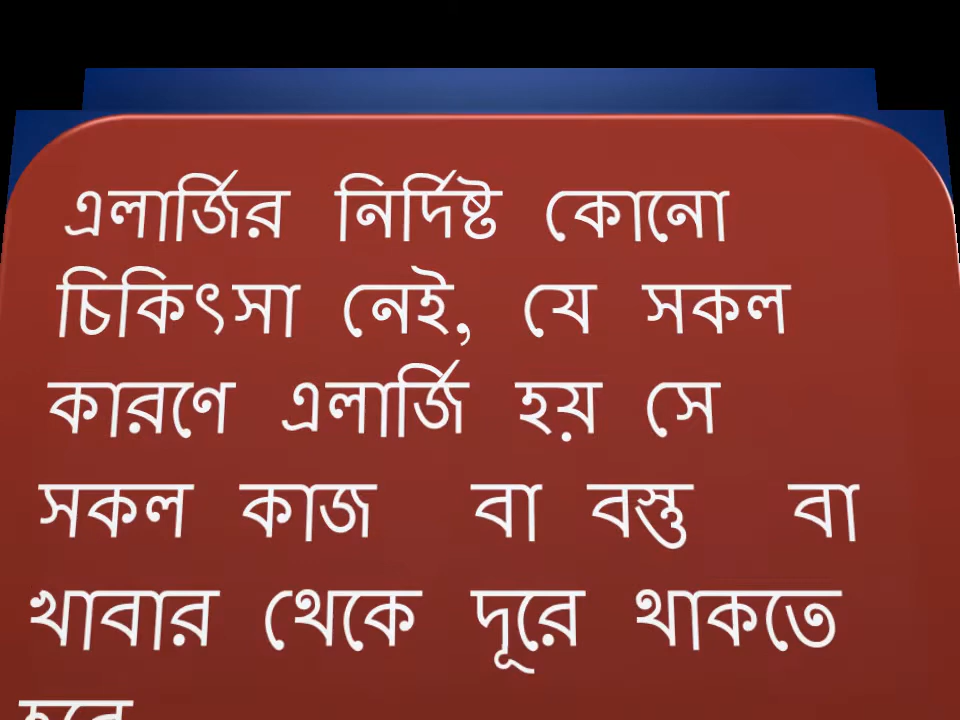 এলার্জির নির্দিষ্ট কোনো
চিকিৎসা নেই, যে সকল
কারণে এলার্জি হয় সে
সকল কাজ বা বস্তু বা
খাবার থেকে দূরে থাকতে